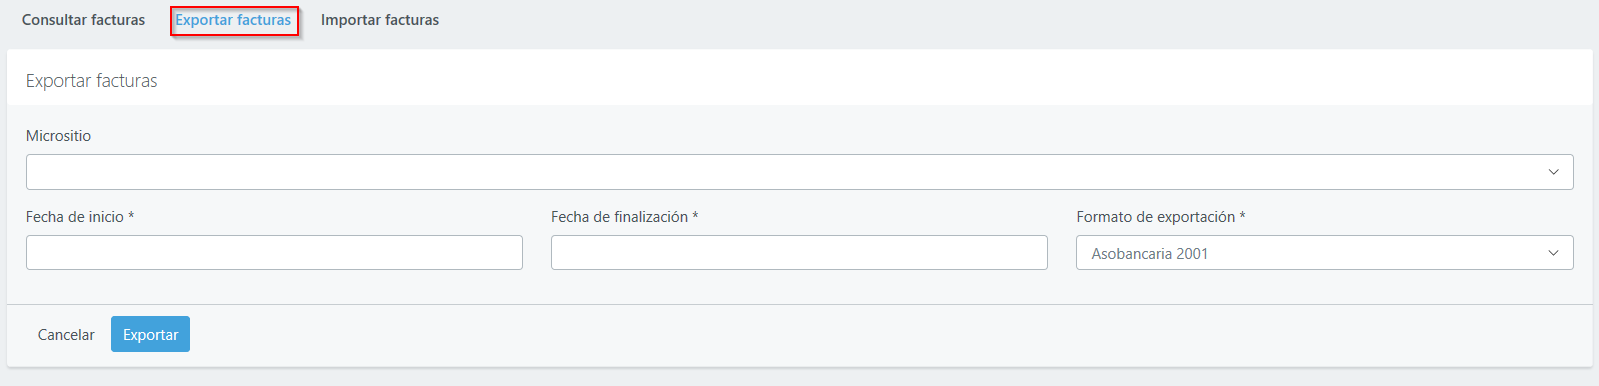 Consultar facturas Exportar facturas Importar facturas
Exportar facturas
Micrositio
Fecha de inicio * Fecha de finalización * Formato de exportación *
Asobancaria 2001
Cancelar Exportar